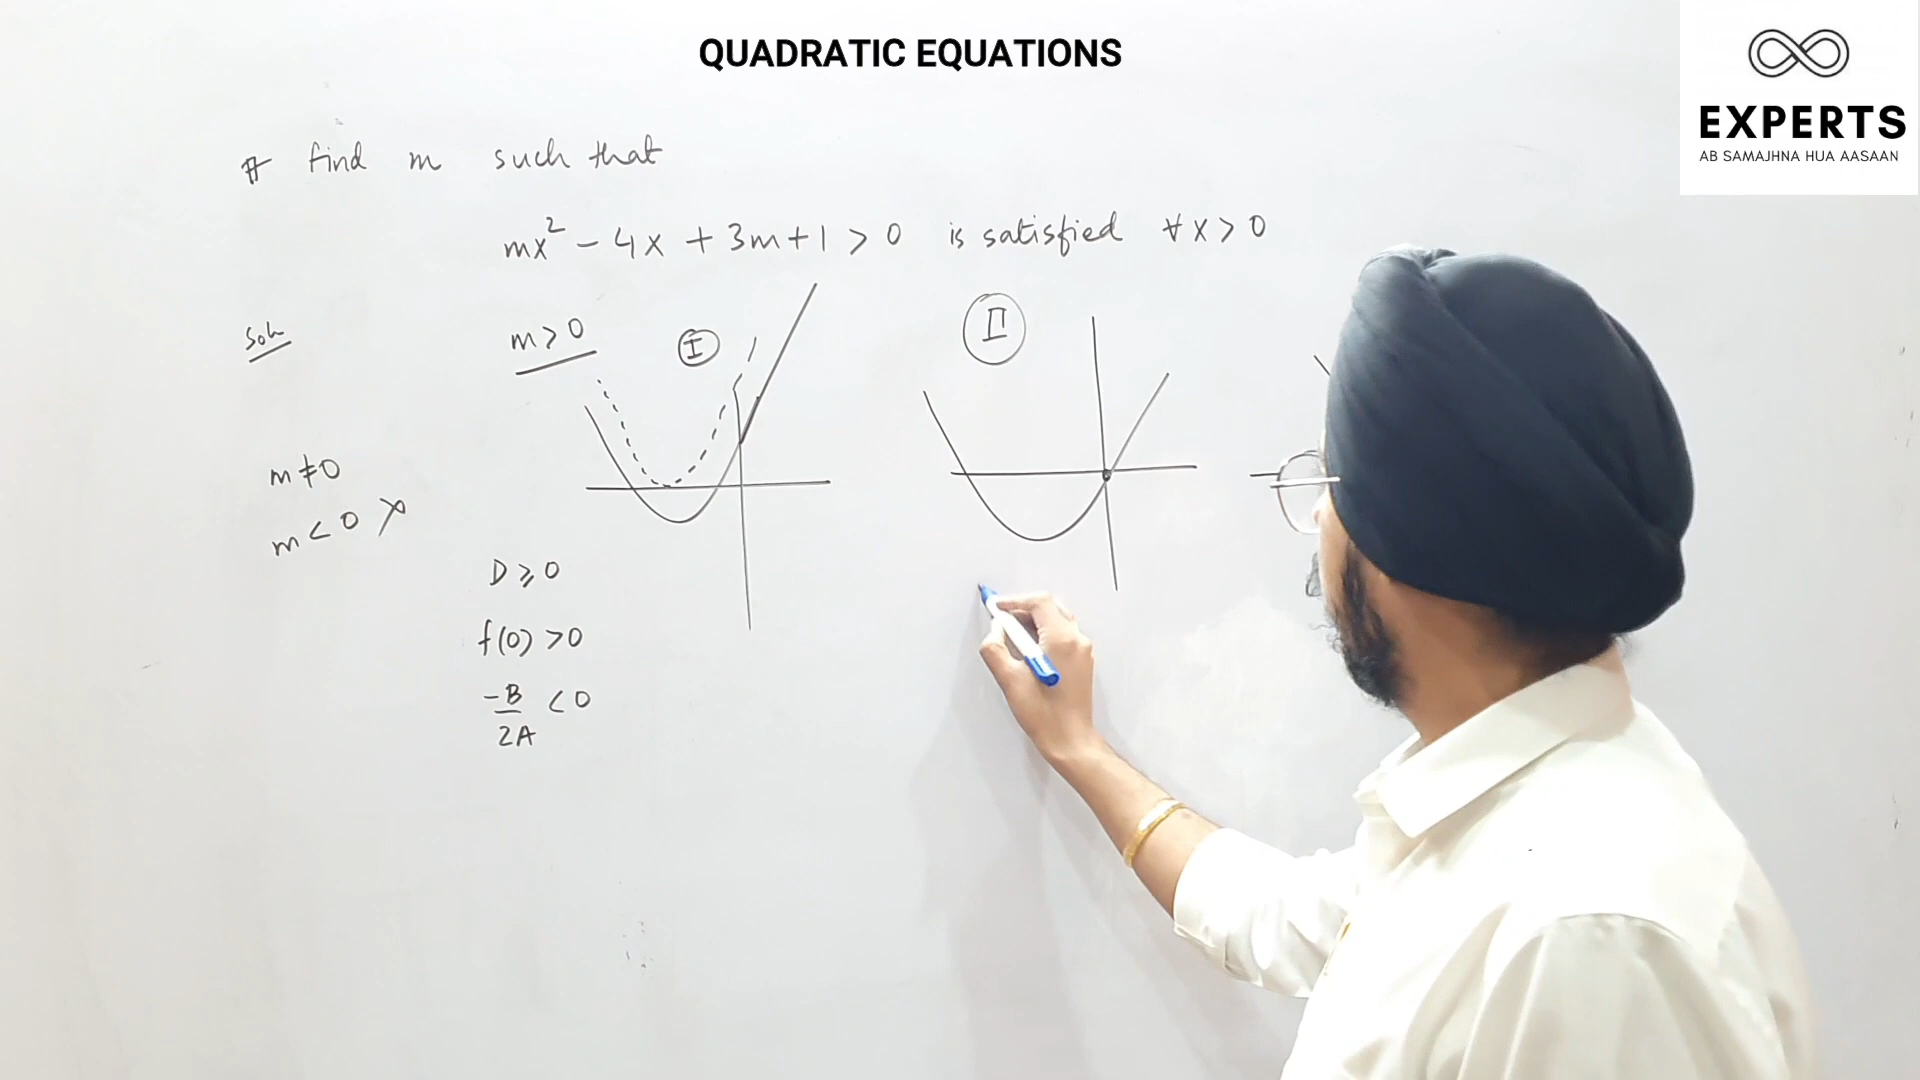 QUADRATIC EQUATIONS
EXPERTS
AB SAMAJHNA HUA AASAAN
# find m such that
mx² - 4x + 3m + 1 > 0 is satisfied ∀ x > 0
Soln
m > 0
I
II
m ≠ 0
m < 0 ×
D ≥ 0
f(0) > 0
-B/2A < 0